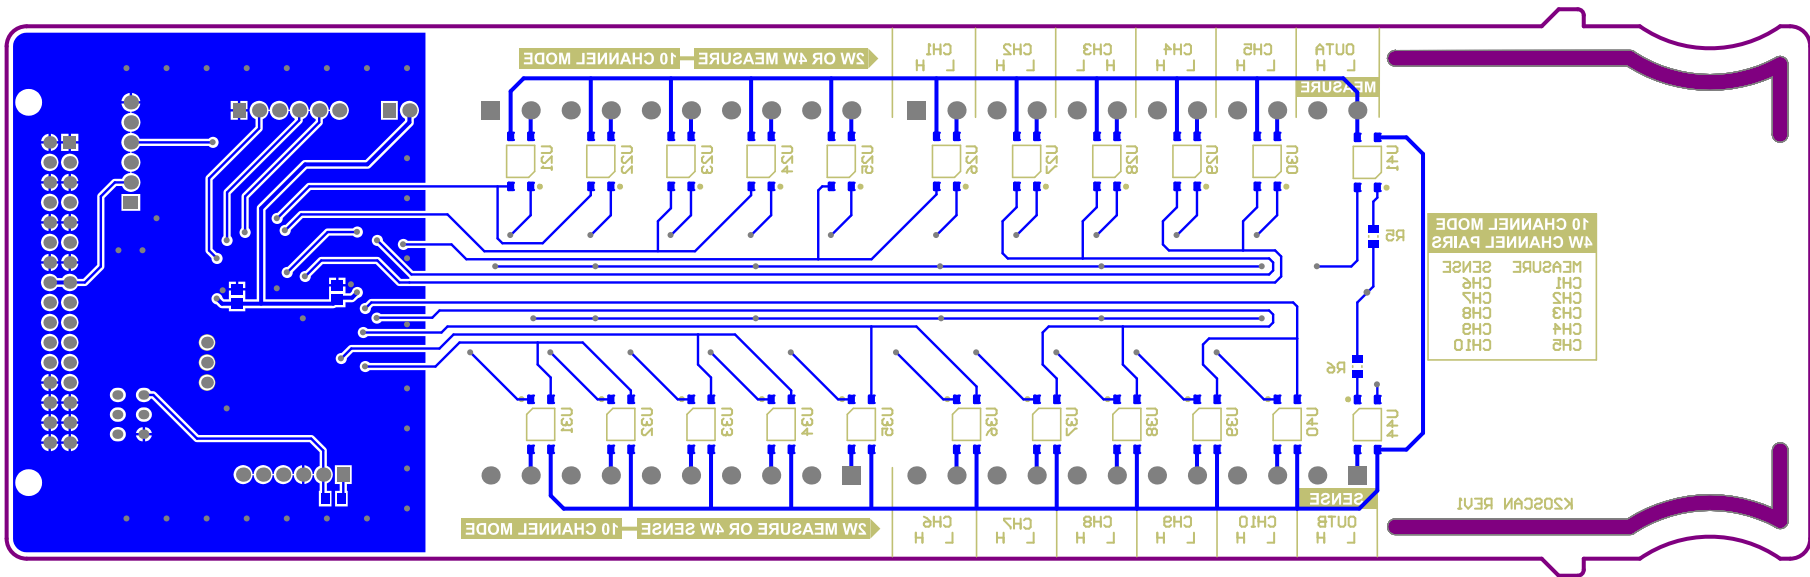 2W OR 4W MEASURE
10 CHANNEL MODE
CH1
L H
CH2
L H
CH3
L H
CH4
L H
CH5
L H
OUTA
L H
MEASURE
U21
U22
U23
U24
U25
U26
U27
U28
U29
U30
U41
R5
10 CHANNEL MODE
4W CHANNEL PAIRS
MEASURE SENSE
CH1 CH6
CH2 CH7
CH3 CH8
CH4 CH9
CH5 CH10
R6
U31
U32
U33
U34
U35
U36
U37
U38
U39
U40
U44
SENSE
2W MEASURE OR 4W SENSE
10 CHANNEL MODE
CH6
L H
CH7
L H
CH8
L H
CH9
L H
CH10
L H
OUTB
L H
K20SCAN REV1